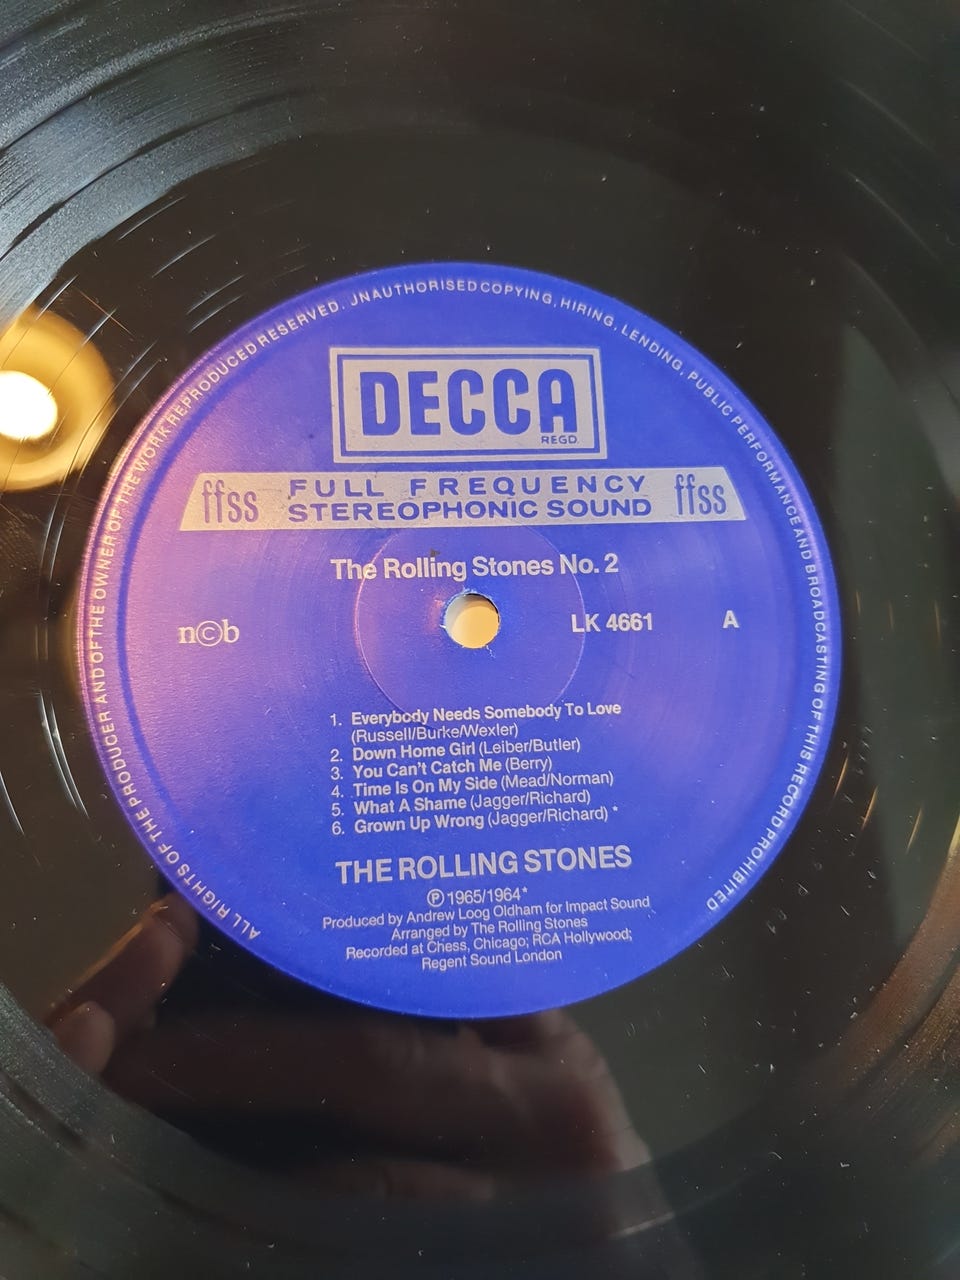 ALL RIGHTS OF THE PRODUCER AND OF THE OWNER OF THE WORK REPRODUCED RESERVED. UNAUTHORISED COPYING, HIRING, LENDING, PUBLIC PERFORMANCE AND BROADCASTING OF THIS RECORD PROHIBITED
DECCA
REGD.
ffss FULL FREQUENCY ffss
STEREOPHONIC SOUND
The Rolling Stones No. 2
n©b LK 4661 A
1. Everybody Needs Somebody To Love
(Russell/Burke/Wexler)
2. Down Home Girl (Leiber/Butler)
3. You Can't Catch Me (Berry)
4. Time Is On My Side (Mead/Norman)
5. What A Shame (Jagger/Richard)
6. Grown Up Wrong (Jagger/Richard) *
THE ROLLING STONES
℗ 1965/1964*
Produced by Andrew Loog Oldham for Impact Sound
Arranged by The Rolling Stones
Recorded at Chess, Chicago; RCA Hollywood;
Regent Sound London